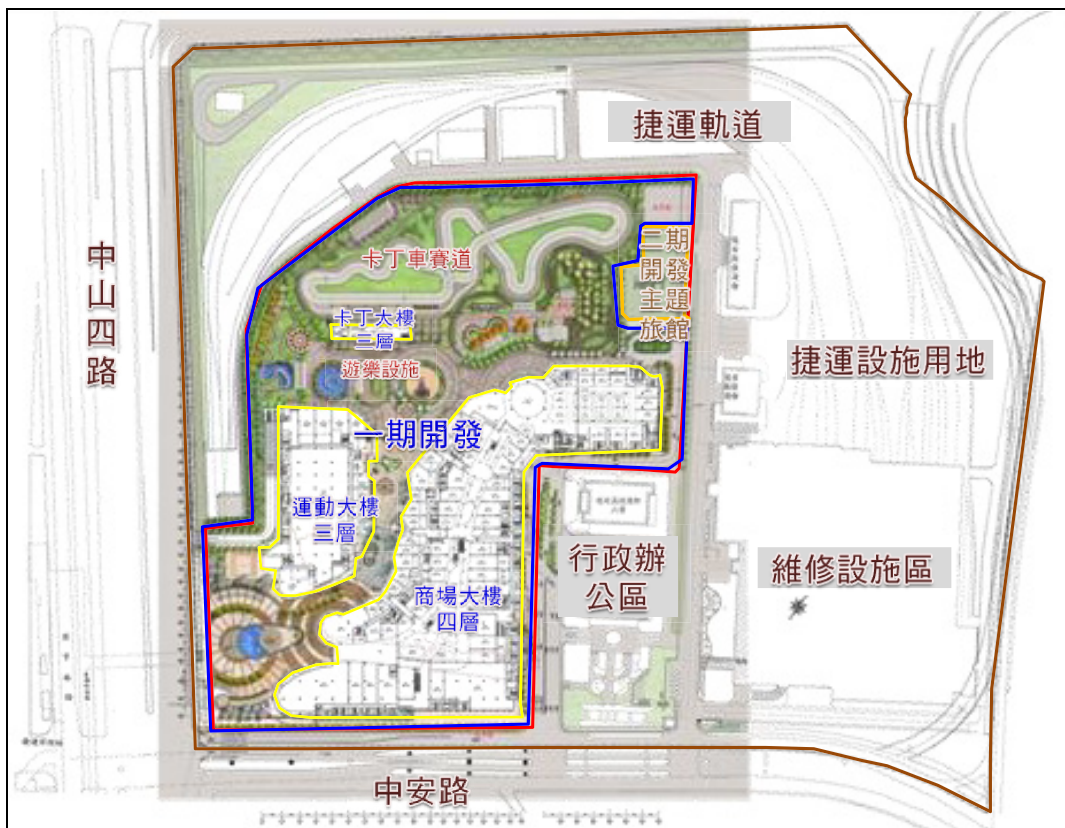 捷運軌道
中山四路
卡丁車賽道
二期
開發
主題
旅館
卡丁大樓
三層
遊樂設施
捷運設施用地
一期開發
運動大樓
三層
行政辦
公區
維修設施區
商場大樓
四層
中安路